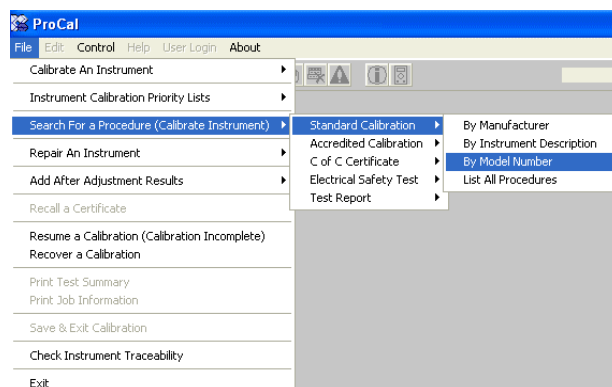 ProCal
File Edit Control Help User Login About
Calibrate An Instrument
Instrument Calibration Priority Lists
Search For a Procedure (Calibrate Instrument)
Repair An Instrument
Add After Adjustment Results
Recall a Certificate
Resume a Calibration (Calibration Incomplete)
Recover a Calibration
Print Test Summary
Print Job Information
Save & Exit Calibration
Check Instrument Traceability
Exit
Standard Calibration
Accredited Calibration
C of C Certificate
Electrical Safety Test
Test Report
By Manufacturer
By Instrument Description
By Model Number
List All Procedures